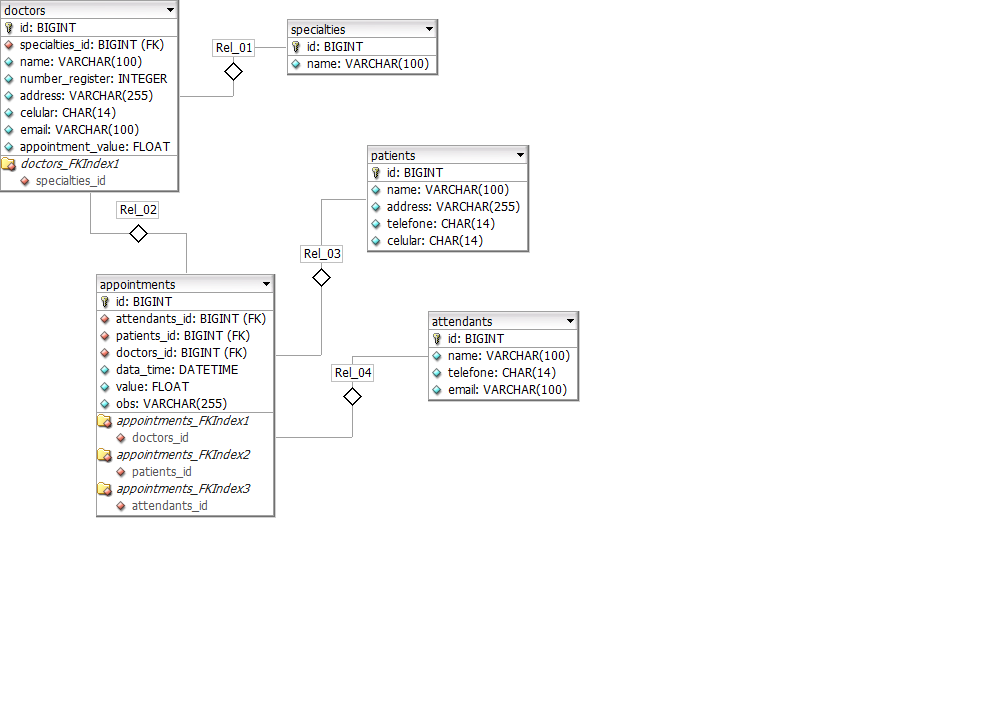 doctors
id: BIGINT
specialties_id: BIGINT (FK)
name: VARCHAR(100)
number_register: INTEGER
address: VARCHAR(255)
celular: CHAR(14)
email: VARCHAR(100)
appointment_value: FLOAT
doctors_FKIndex1
specialties_id
Rel_01
specialties
id: BIGINT
name: VARCHAR(100)
patients
id: BIGINT
name: VARCHAR(100)
address: VARCHAR(255)
telefone: CHAR(14)
celular: CHAR(14)
Rel_02
Rel_03
appointments
id: BIGINT
attendants_id: BIGINT (FK)
patients_id: BIGINT (FK)
doctors_id: BIGINT (FK)
data_time: DATETIME
value: FLOAT
obs: VARCHAR(255)
appointments_FKIndex1
doctors_id
appointments_FKIndex2
patients_id
appointments_FKIndex3
attendants_id
Rel_04
attendants
id: BIGINT
name: VARCHAR(100)
telefone: CHAR(14)
email: VARCHAR(100)